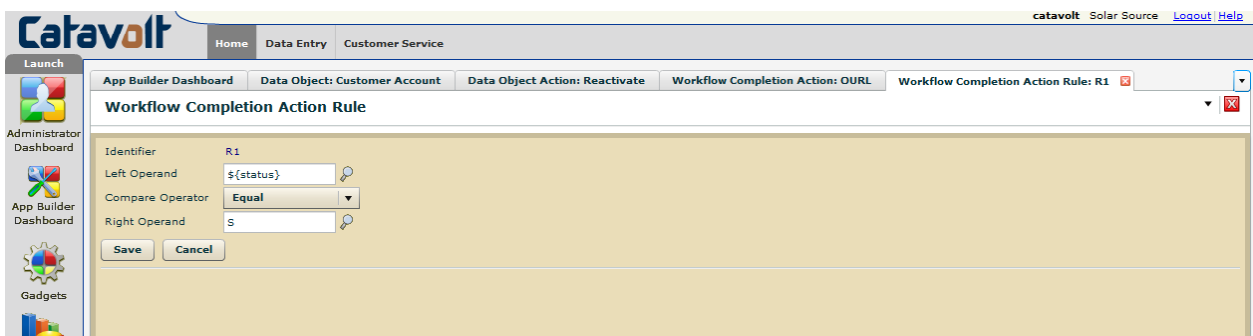 catavolt Solar Source Logout Help
Catavolt
Home Data Entry Customer Service
Launch
App Builder Dashboard Data Object: Customer Account Data Object Action: Reactivate Workflow Completion Action: OURL Workflow Completion Action Rule: R1
Workflow Completion Action Rule
Administrator
Dashboard
Identifier R1
Left Operand ${status}
Compare Operator Equal
Right Operand S
Save Cancel
App Builder
Dashboard
Gadgets